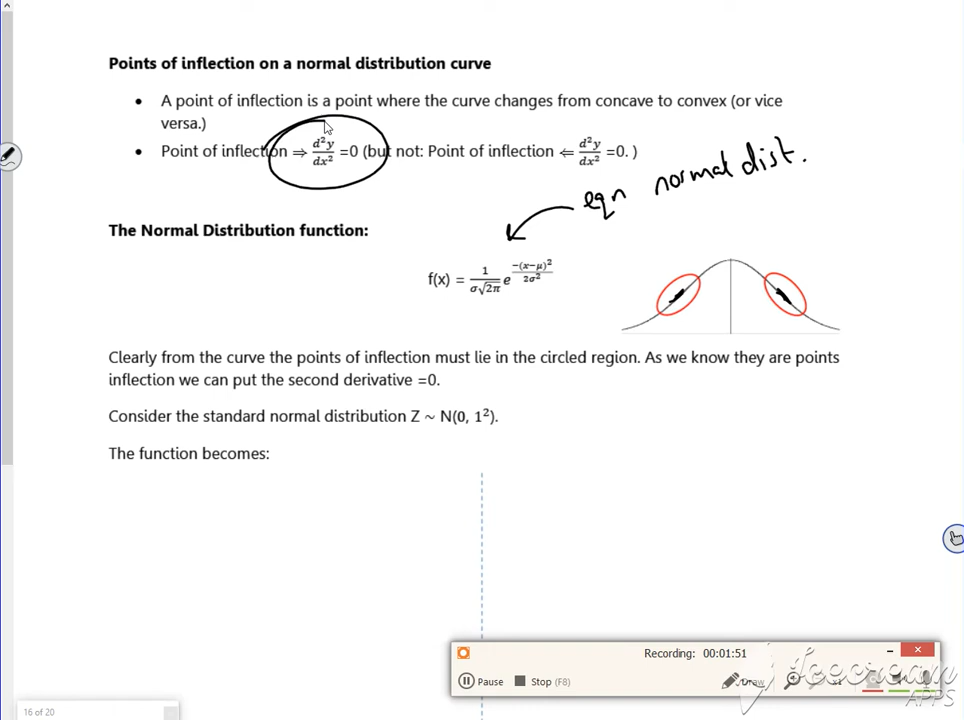 Points of inflection on a normal distribution curve
• A point of inflection is a point where the curve changes from concave to convex (or vice
versa.)
• Point of inflection ⇒ d²y/dx² =0 (but not: Point of inflection ⇐ d²y/dx² =0. )
eqn normal dist.
The Normal Distribution function:
f(x) = 1/(σ√2π) e^(−(x−μ)²/2σ²)
Clearly from the curve the points of inflection must lie in the circled region. As we know they are points
inflection we can put the second derivative =0.
Consider the standard normal distribution Z ~ N(0, 1²).
The function becomes:
Recording: 00:01:51
Pause Stop (F8) Draw x1
Icecream
APPS
16 of 20